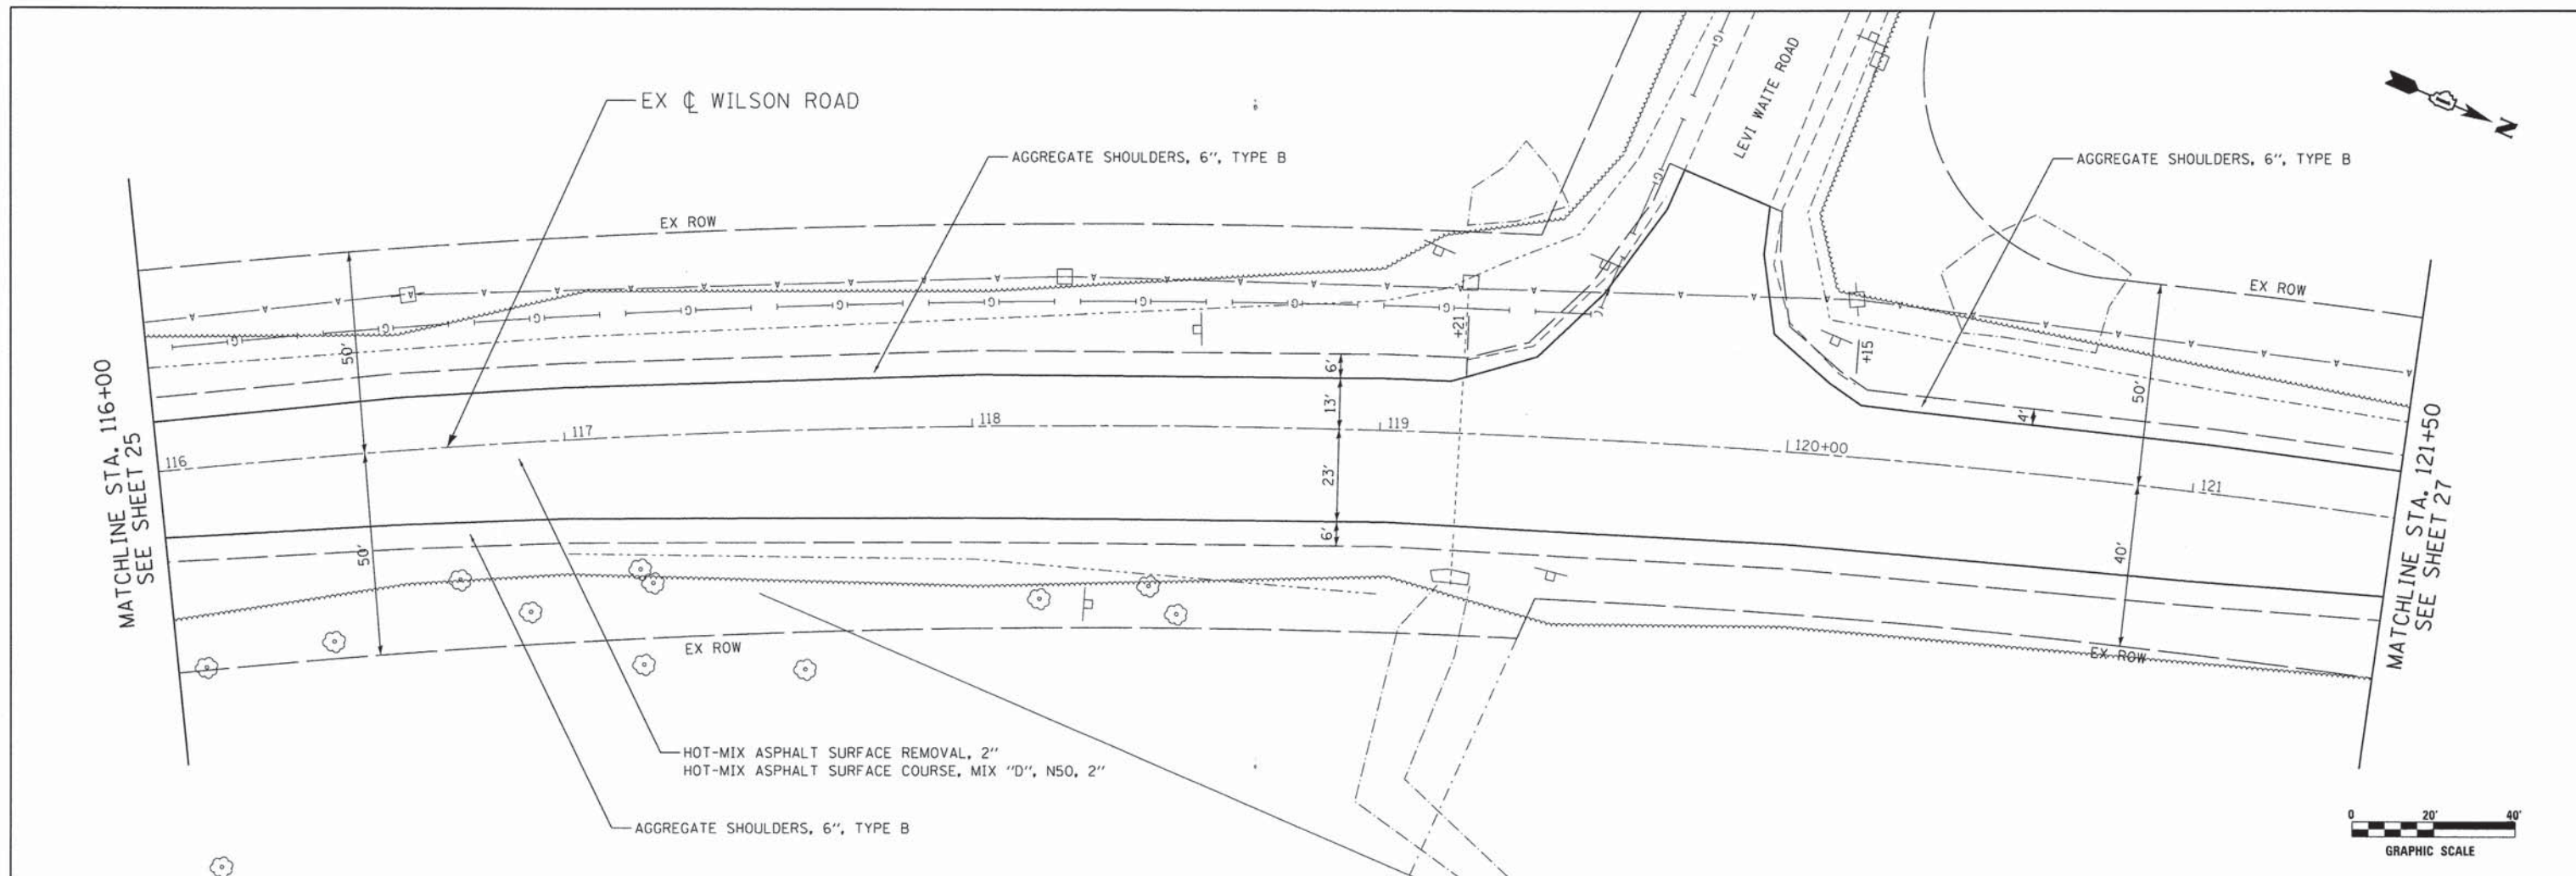 EX ℄ WILSON ROAD
AGGREGATE SHOULDERS, 6", TYPE B
LEVI WAITE ROAD
AGGREGATE SHOULDERS, 6", TYPE B
N
EX ROW
EX ROW
A A A A A A A A A A A A A A A A A A A A A A A A A A
G G G G G G G G G G G G
50'
50'
+21
+15
6'
13'
23'
6'
4'
50'
40'
116
117
118
119
120+00
121
MATCHLINE STA. 116+00
SEE SHEET 25
MATCHLINE STA. 121+50
SEE SHEET 27
EX ROW
EX ROW
HOT-MIX ASPHALT SURFACE REMOVAL, 2"
HOT-MIX ASPHALT SURFACE COURSE, MIX "D", N50, 2"
AGGREGATE SHOULDERS, 6", TYPE B
0 20' 40'
GRAPHIC SCALE